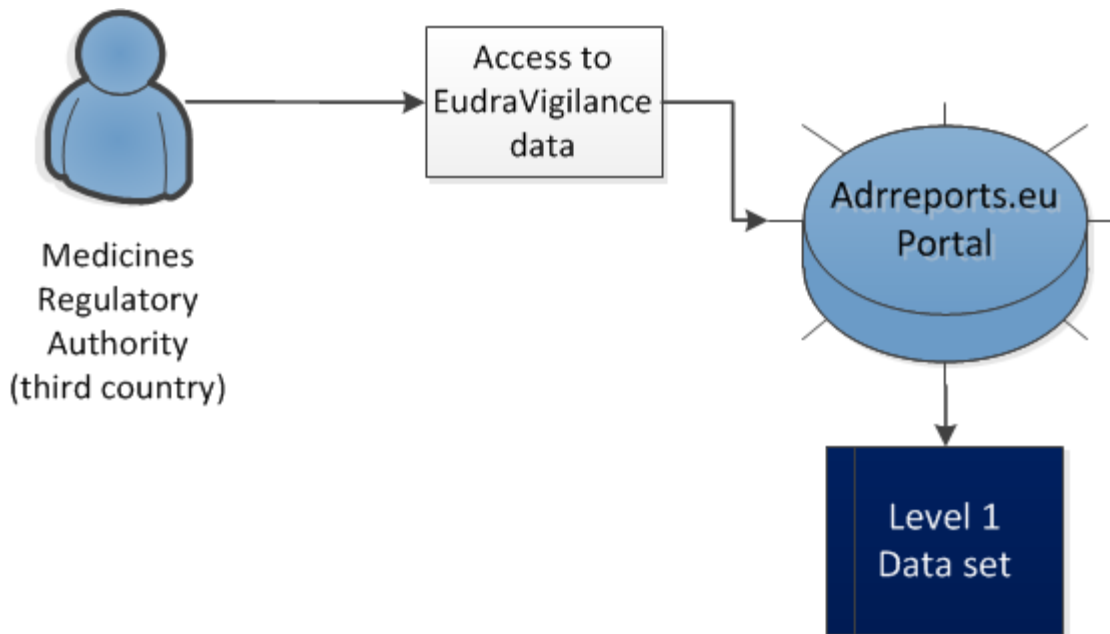 Access to
EudraVigilance
data
Adrreports.eu
Portal
Medicines
Regulatory
Authority
(third country)
Level 1
Data set